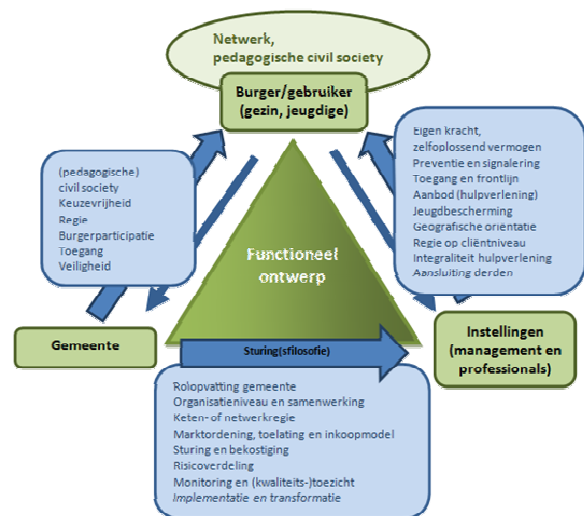 Netwerk,
pedagogische civil society
Burger/gebruiker
(gezin, jeugdige)
(pedagogische)
civil society
Keuzevrijheid
Regie
Burgerparticipatie
Toegang
Veiligheid
Eigen kracht,
zelfoplossend vermogen
Preventie en signalering
Toegang en frontlijn
Aanbod (hulpverlening)
Jeugdbescherming
Geografische oriëntatie
Regie op cliëntniveau
Integraliteit hulpverlening
Aansluiting derden
Functioneel
ontwerp
Gemeente
Sturing(sfilosofie)
Instellingen
(management en
professionals)
Rolopvatting gemeente
Organisatieniveau en samenwerking
Keten- of netwerkregie
Marktordening, toelating en inkoopmodel
Sturing en bekostiging
Risicoverdeling
Monitoring en (kwaliteits-)toezicht
Implementatie en transformatie